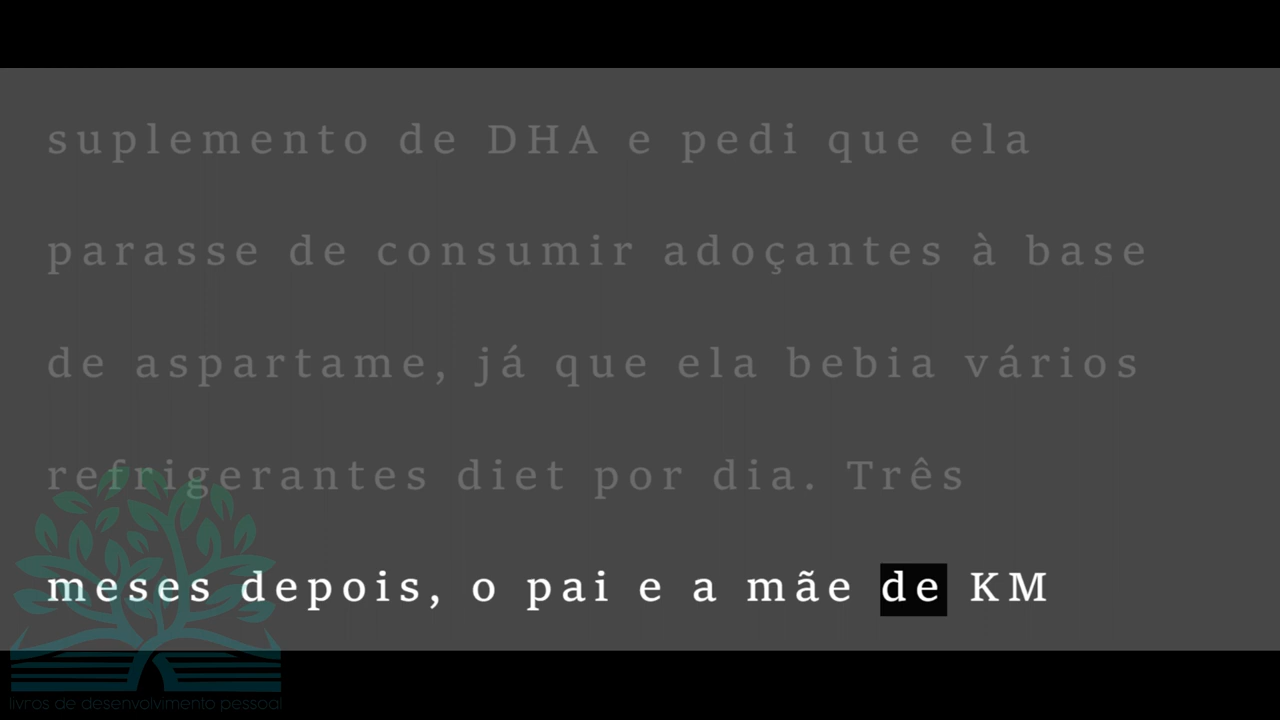 suplemento de DHA e pedi que ela
parasse de consumir adoçantes à base
de aspartame, já que ela bebia vários
refrigerantes diet por dia. Três
meses depois, o pai e a mãe de KM
livros de desenvolvimento pessoal